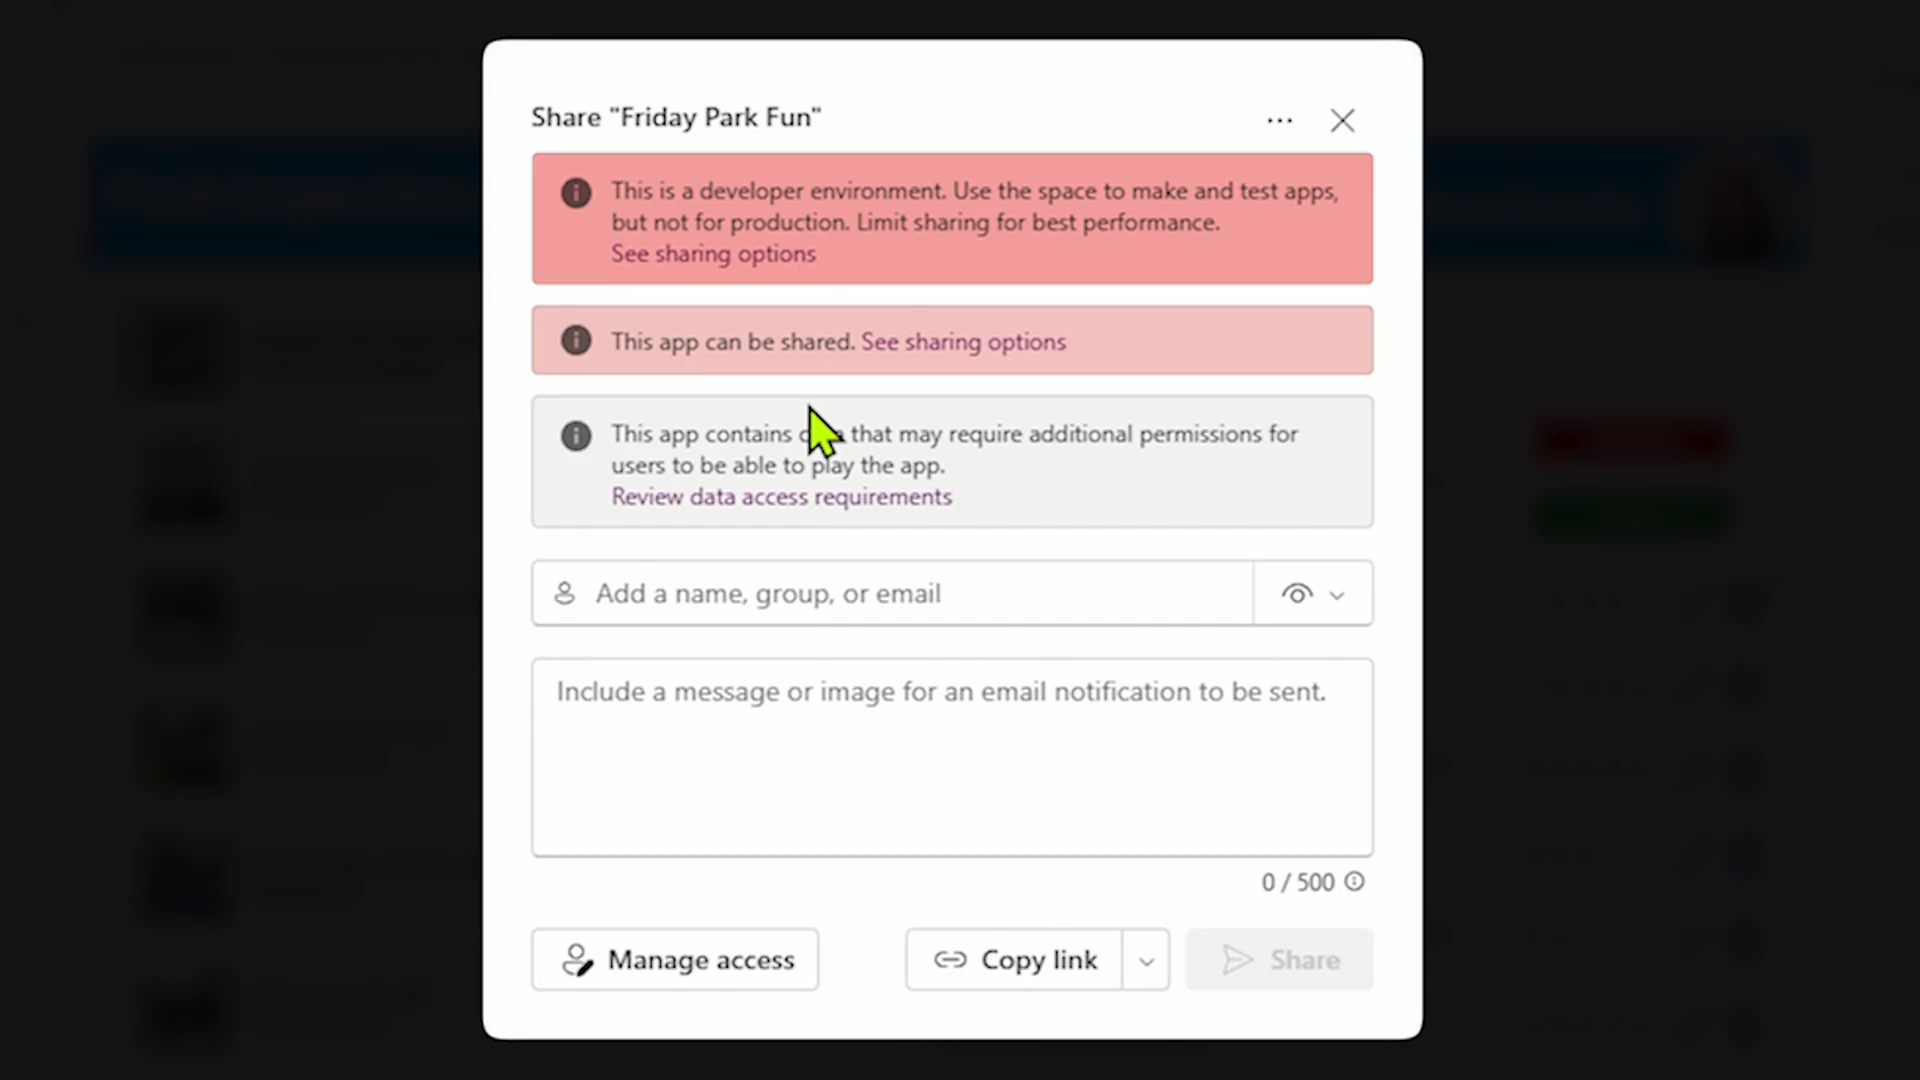 Share "Friday Park Fun"
This is a developer environment. Use the space to make and test apps,
but not for production. Limit sharing for best performance.
See sharing options
This app can be shared. See sharing options
This app contains that may require additional permissions for
users to be able to play the app.
Review data access requirements
Add a name, group, or email
Include a message or image for an email notification to be sent.
0 / 500
Manage access
Copy link
Share